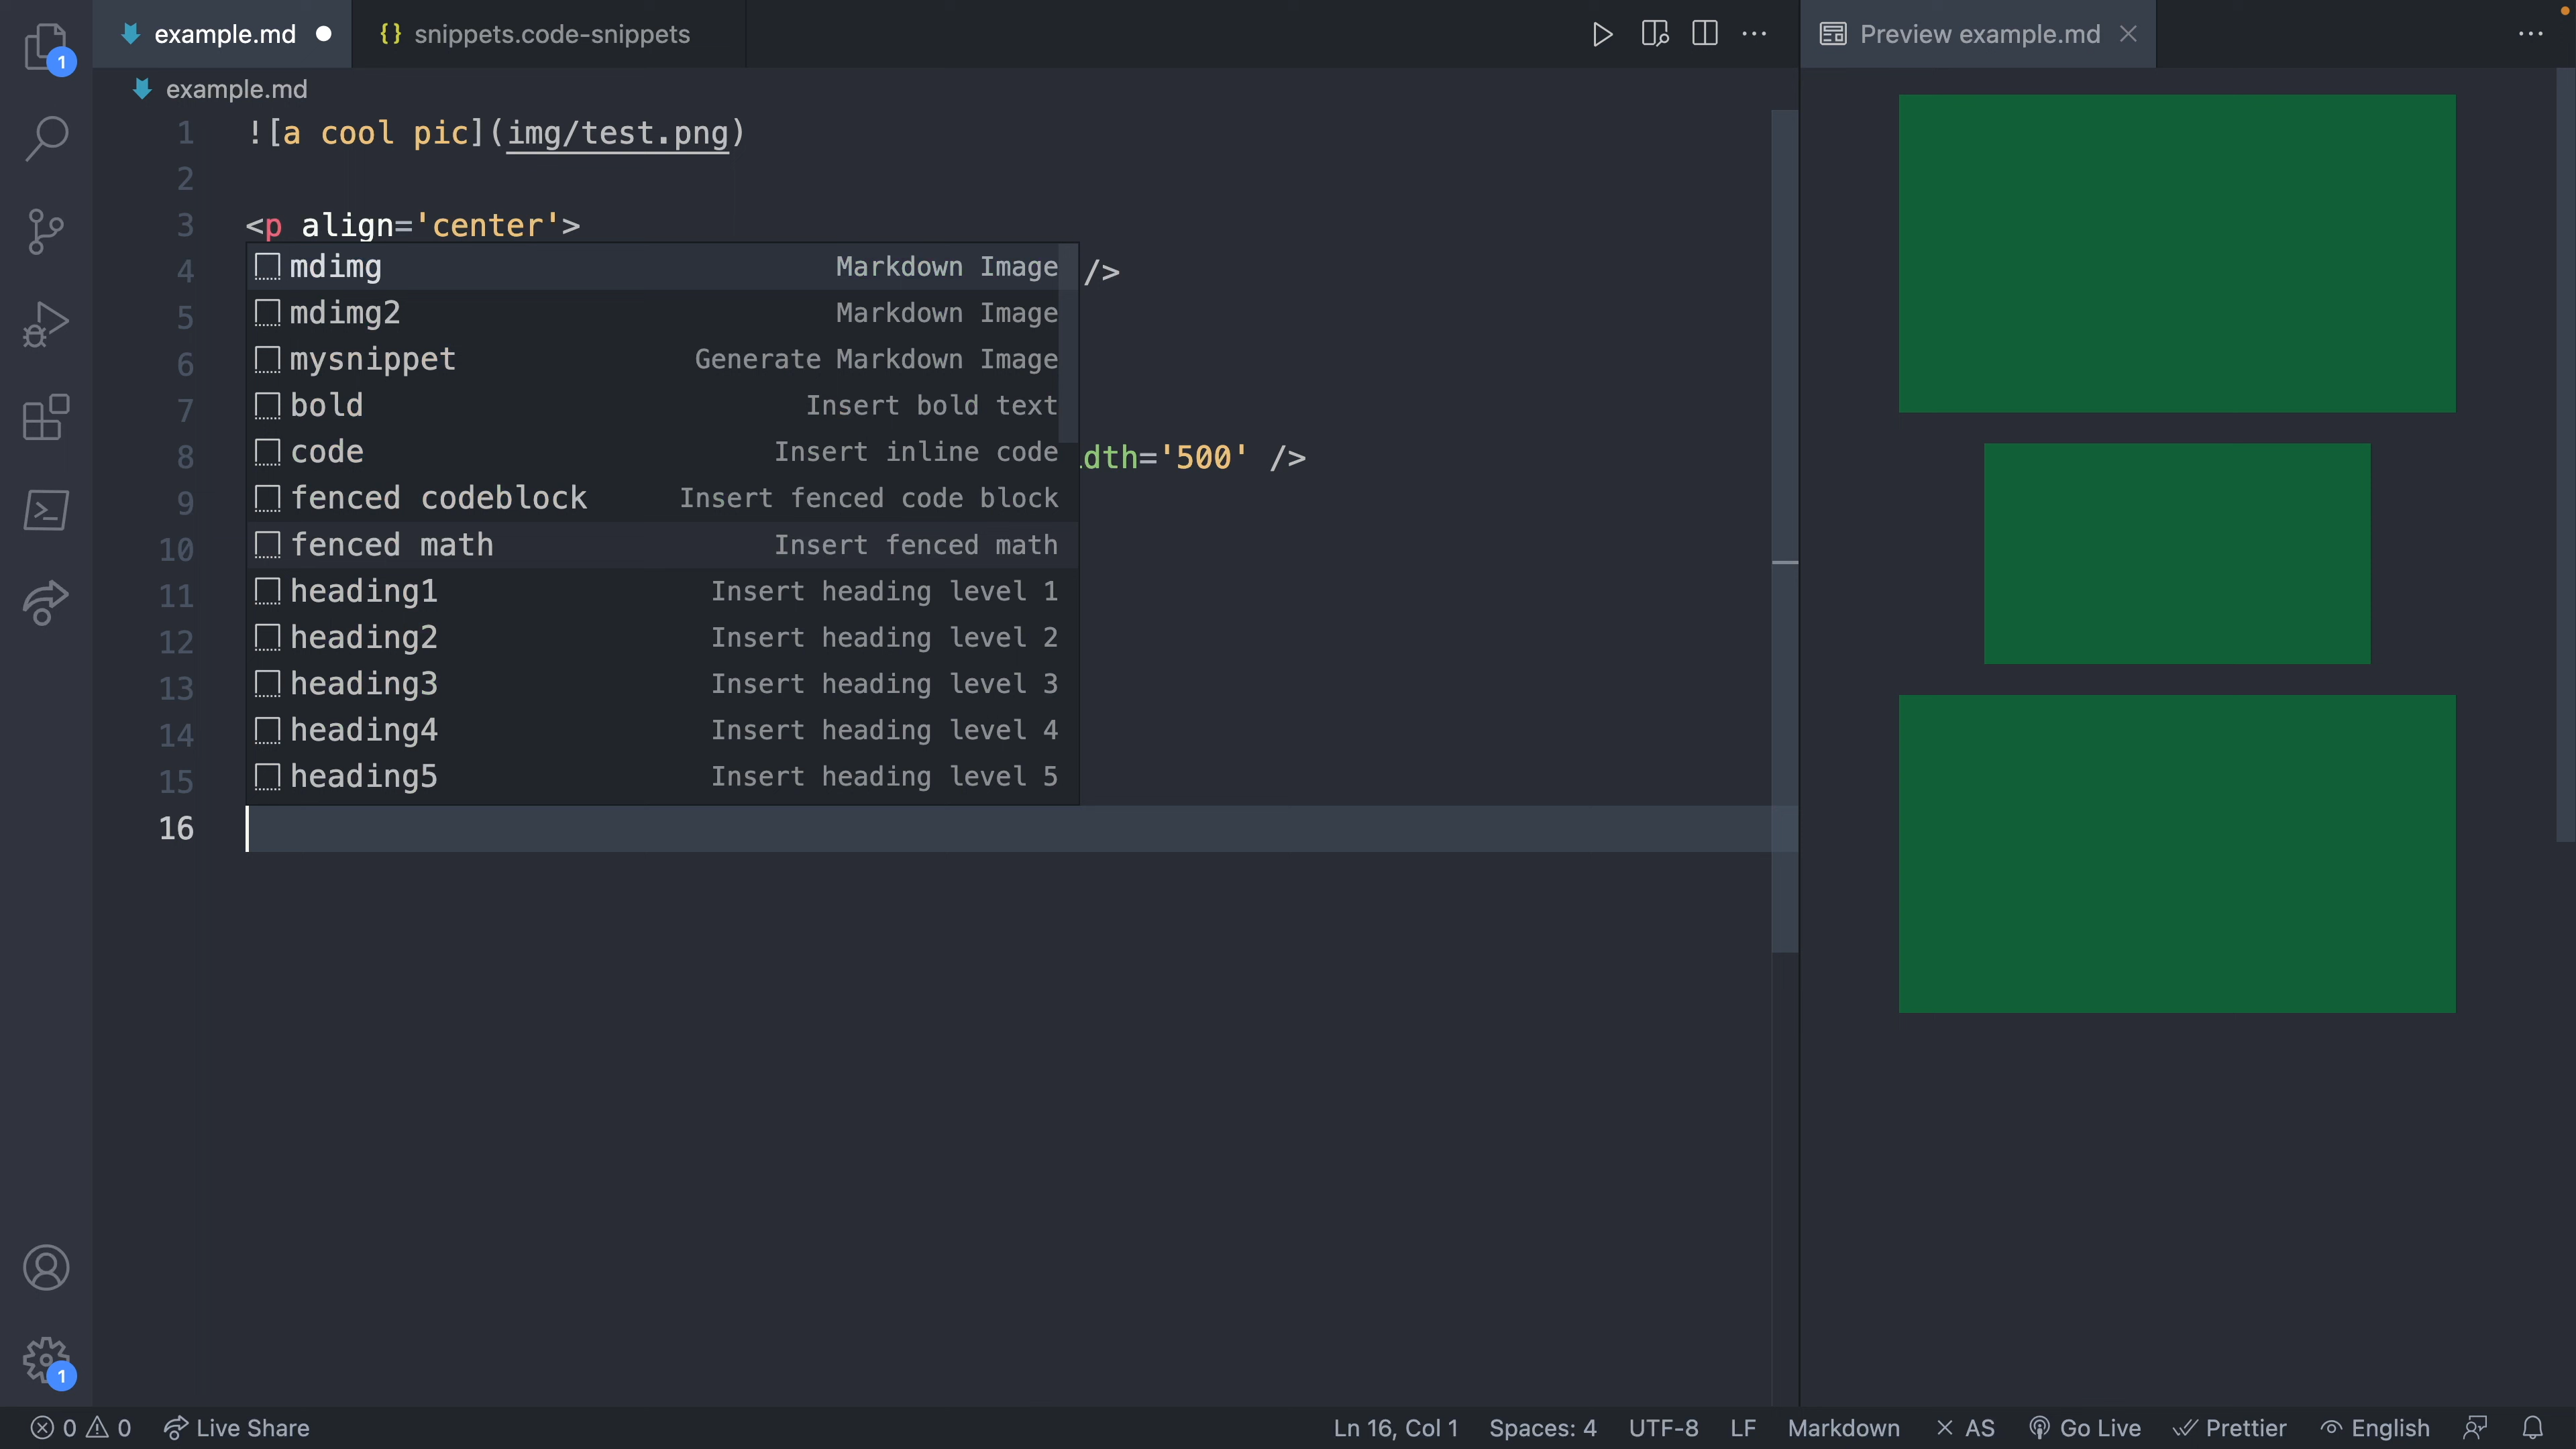 1
example.md
snippets.code-snippets
Preview example.md
example.md
1 ![a cool pic](img/test.png)
2
3 <p align='center'>
4 mdimg Markdown Image />
5 mdimg2 Markdown Image
6 mysnippet Generate Markdown Image
7 bold Insert bold text
8 code Insert inline code dth='500' />
9 fenced codeblock Insert fenced code block
10 fenced math Insert fenced math
11 heading1 Insert heading level 1
12 heading2 Insert heading level 2
13 heading3 Insert heading level 3
14 heading4 Insert heading level 4
15 heading5 Insert heading level 5
16
1
0 0 Live Share Ln 16, Col 1 Spaces: 4 UTF-8 LF Markdown AS Go Live Prettier English